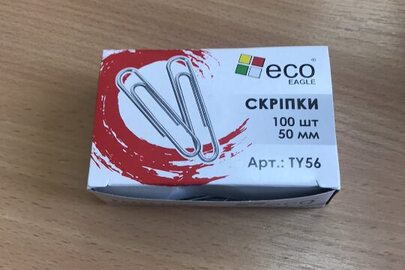 eco
EAGLE
СКРІПКИ
100 шт
50 мм
Арт.: TY56